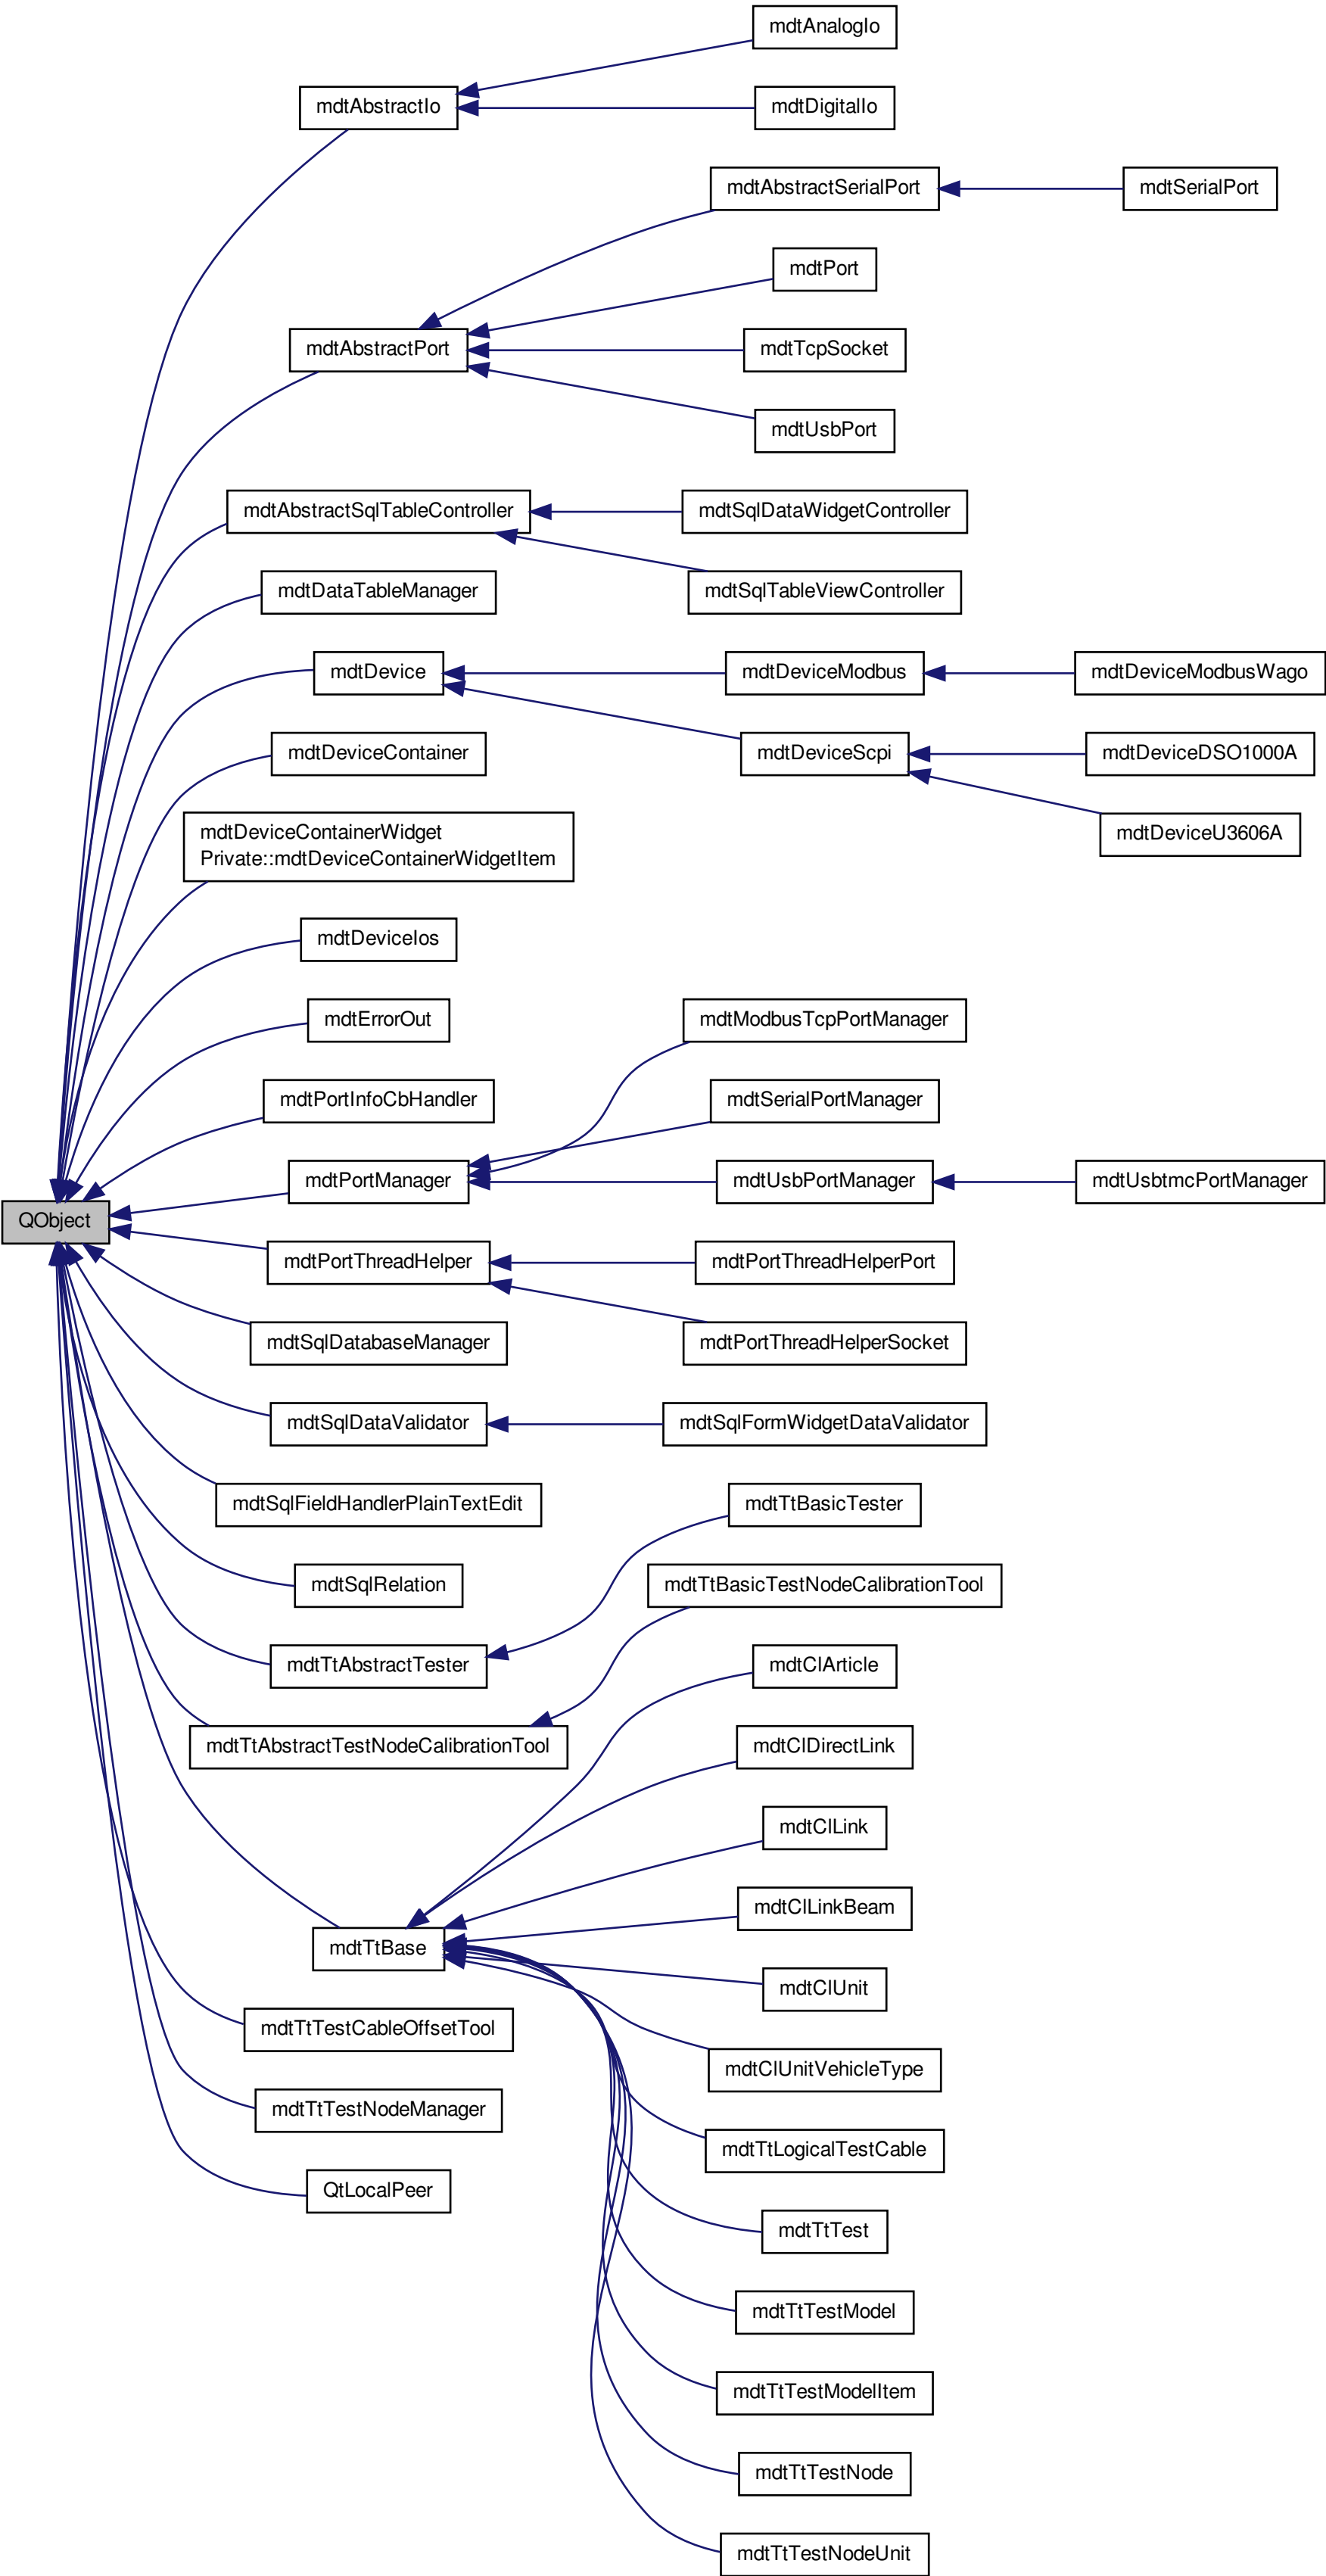 mdtAnalogIo
mdtAbstractIo
mdtDigitalIo
mdtAbstractSerialPort
mdtSerialPort
mdtPort
mdtAbstractPort
mdtTcpSocket
mdtUsbPort
mdtAbstractSqlTableController
mdtSqlDataWidgetController
mdtDataTableManager
mdtSqlTableViewController
mdtDevice
mdtDeviceModbus
mdtDeviceModbusWago
mdtDeviceContainer
mdtDeviceScpi
mdtDeviceDSO1000A
mdtDeviceContainerWidget
Private::mdtDeviceContainerWidgetItem
mdtDeviceU3606A
mdtDeviceIos
mdtErrorOut
mdtModbusTcpPortManager
mdtPortInfoCbHandler
mdtSerialPortManager
mdtPortManager
mdtUsbPortManager
mdtUsbtmcPortManager
QObject
mdtPortThreadHelper
mdtPortThreadHelperPort
mdtSqlDatabaseManager
mdtPortThreadHelperSocket
mdtSqlDataValidator
mdtSqlFormWidgetDataValidator
mdtSqlFieldHandlerPlainTextEdit
mdtTtBasicTester
mdtSqlRelation
mdtTtBasicTestNodeCalibrationTool
mdtTtAbstractTester
mdtClArticle
mdtTtAbstractTestNodeCalibrationTool
mdtClDirectLink
mdtClLink
mdtClLinkBeam
mdtTtBase
mdtClUnit
mdtTtTestCableOffsetTool
mdtClUnitVehicleType
mdtTtTestNodeManager
mdtTtLogicalTestCable
QtLocalPeer
mdtTtTest
mdtTtTestModel
mdtTtTestModelItem
mdtTtTestNode
mdtTtTestNodeUnit